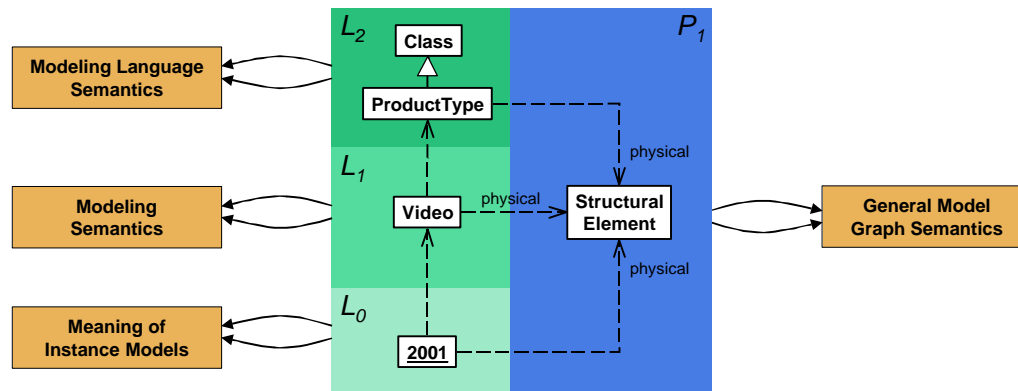 L2
P1
Class
Modeling Language
Semantics
ProductType
physical
L1
physical
Modeling
Semantics
Video
Structural
Element
General Model
Graph Semantics
physical
L0
Meaning of
Instance Models
2001